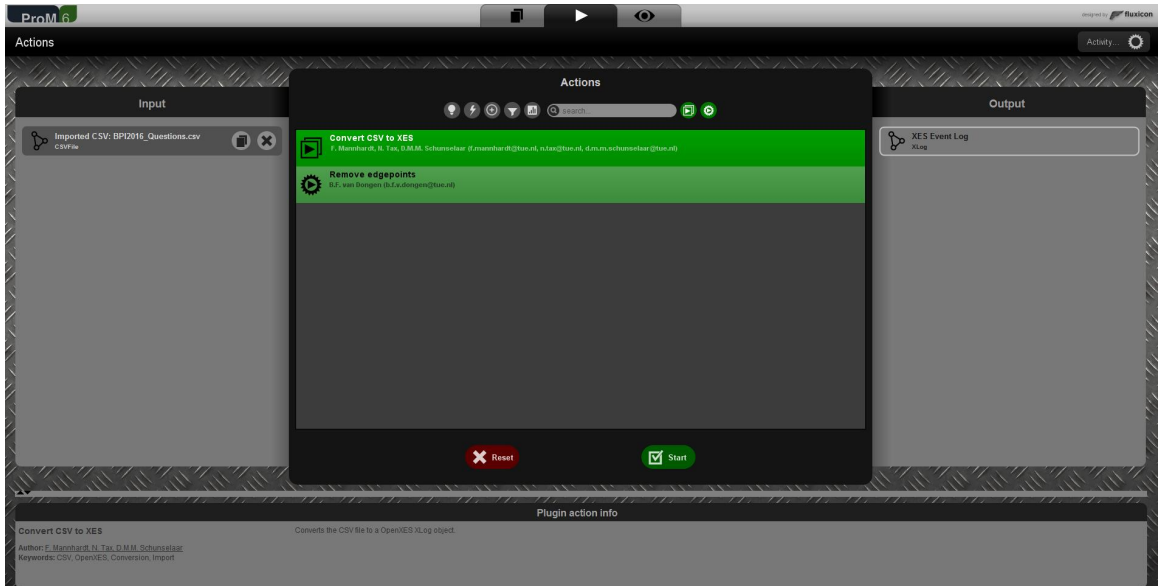 ProM 6
designed by fluxicon
Actions
Activity...
Actions
Input
search...
Output
Imported CSV: BPI2016_Questions.csv
CSVFile
Convert CSV to XES
F. Mannhardt, N. Tax, D.M.M. Schunselaar (f.mannhardt@tue.nl, n.tax@tue.nl, d.m.m.schunselaar@tue.nl)
XES Event Log
XLog
Remove edgepoints
B.F. van Dongen (b.f.v.dongen@tue.nl)
Reset
Start
Plugin action info
Convert CSV to XES
Converts the CSV file to a OpenXES XLog object.
Author: F. Mannhardt, N. Tax, D.M.M. Schunselaar
Keywords: CSV, OpenXES, Conversion, Import